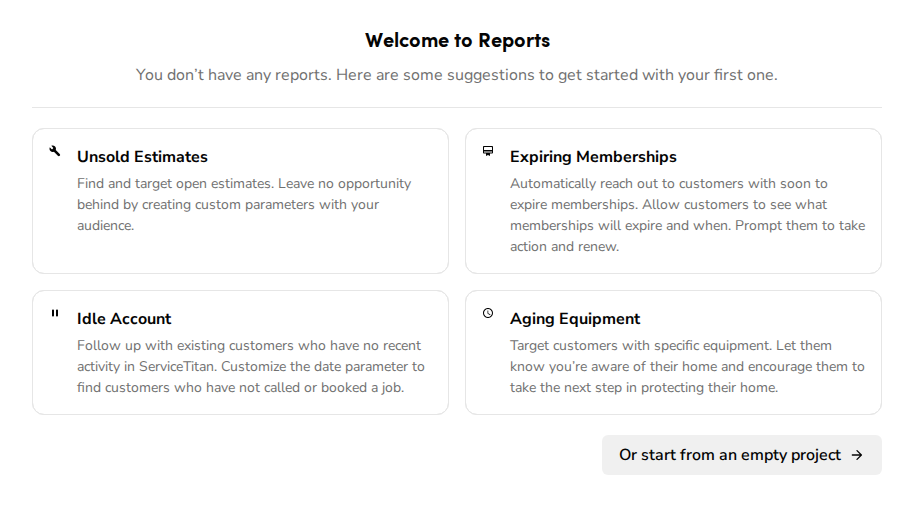 Welcome to Reports
You don't have any reports. Here are some suggestions to get started with your first one.
Unsold Estimates
Find and target open estimates. Leave no opportunity
behind by creating custom parameters with your
audience.
Expiring Memberships
Automatically reach out to customers with soon to
expire memberships. Allow customers to see what
memberships will expire and when. Prompt them to take
action and renew.
Idle Account
Follow up with existing customers who have no recent
activity in ServiceTitan. Customize the date parameter to
find customers who have not called or booked a job.
Aging Equipment
Target customers with specific equipment. Let them
know you're aware of their home and encourage them to
take the next step in protecting their home.
Or start from an empty project →